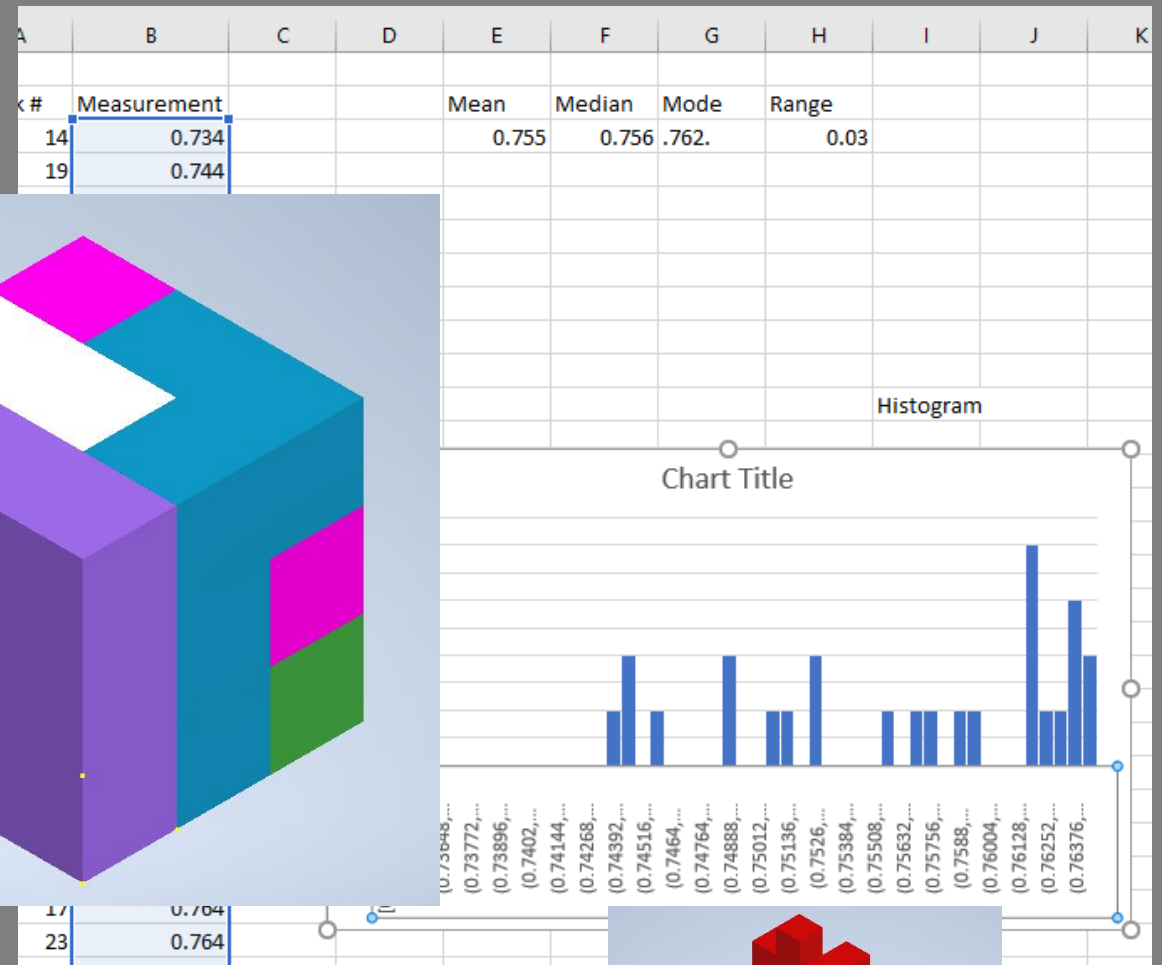 A B C D E F G H I J K
# Measurement Mean Median Mode Range
14 0.734 0.755 0.756 .762. 0.03
19 0.744
Histogram
Chart Title
(0.73772,... (0.73896,... (0.7402,... (0.74144,... (0.74268,... (0.74392,... (0.74516,... (0.7464,... (0.74764,... (0.74888,... (0.75012,... (0.75136,... (0.7526,... (0.75384,... (0.75508,... (0.75632,... (0.75756,... (0.7588,... (0.76004,... (0.76128,... (0.76252,... (0.76376,...
17 0.764
23 0.764